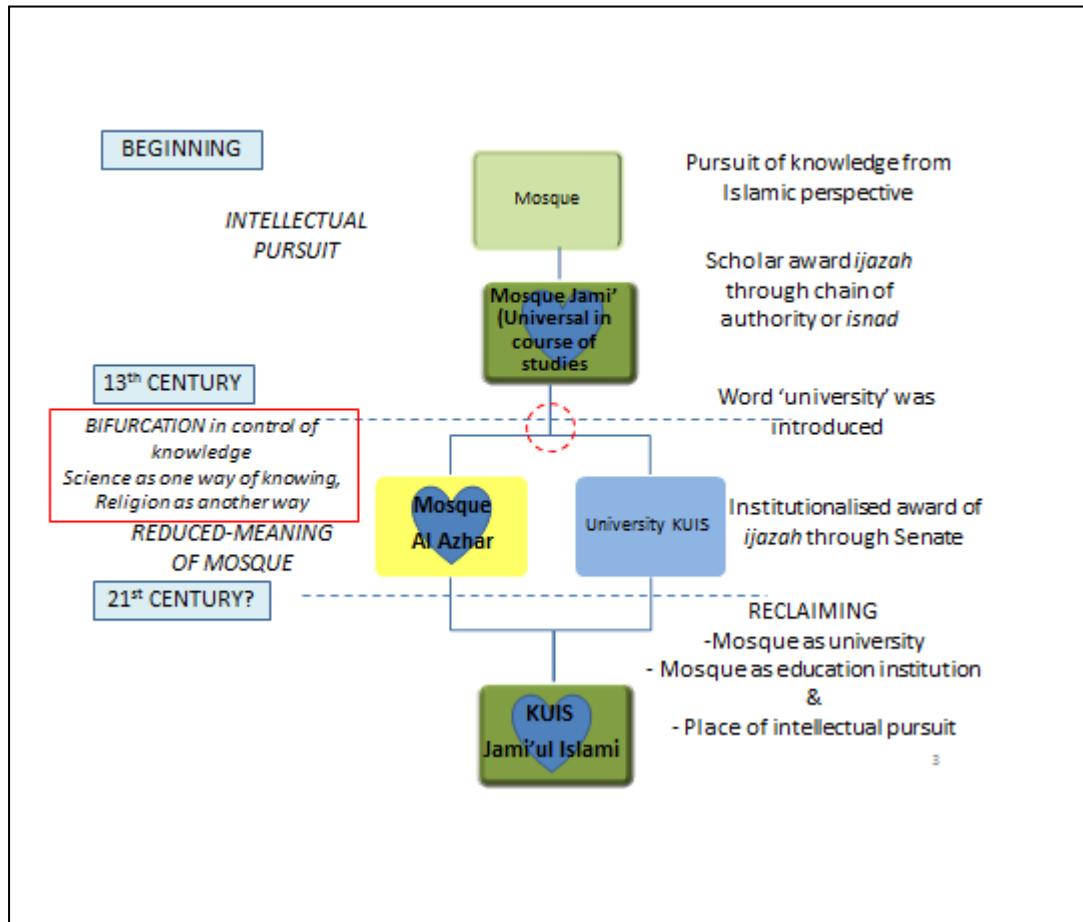 BEGINNING
Mosque
Pursuit of knowledge from
Islamic perspective
INTELLECTUAL
PURSUIT
Scholar award ijazah
through chain of
authority or isnad
Mosque Jami’
(Universal in
course of
studies
13th CENTURY
Word ‘university’ was
introduced
BIFURCATION in control of
knowledge
Science as one way of knowing,
Religion as another way
Mosque
Al Azhar
University KUIS
Institutionalised award of
ijazah through Senate
REDUCED-MEANING
OF MOSQUE
21st CENTURY?
RECLAIMING
-Mosque as university
- Mosque as education institution
&
- Place of intellectual pursuit
KUIS
Jami’ul Islami
3